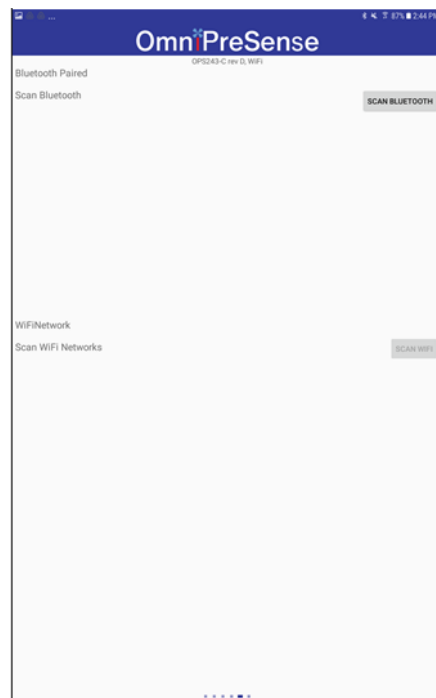 ... 87% 2:44 PM
OmniPreSense
OPS243-C rev D, WiFi
Bluetooth Paired
Scan Bluetooth
SCAN BLUETOOTH
WiFiNetwork
Scan WiFi Networks
SCAN WIFI